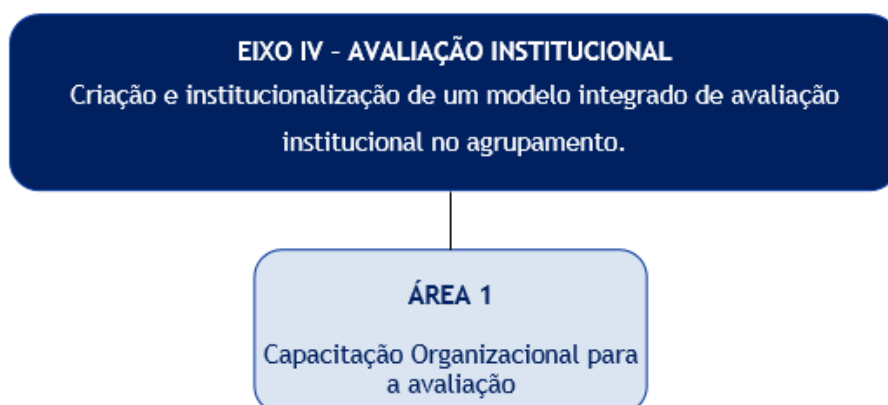 EIXO IV – AVALIAÇÃO INSTITUCIONAL
Criação e institucionalização de um modelo integrado de avaliação
institucional no agrupamento.
ÁREA 1
Capacitação Organizacional para
a avaliação